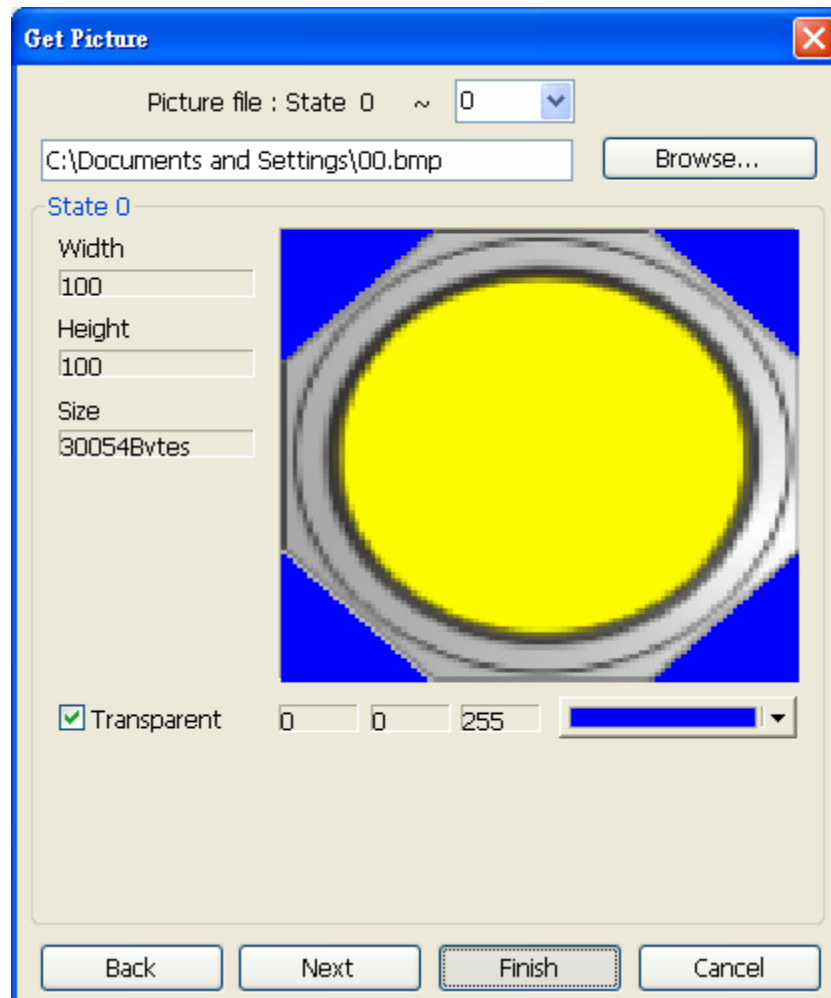 Get Picture
Picture file : State 0 ~ 0
C:\Documents and Settings\00.bmp Browse...
State 0
Width
100
Height
100
Size
30054Bytes
Transparent 0 0 255
Back Next Finish Cancel